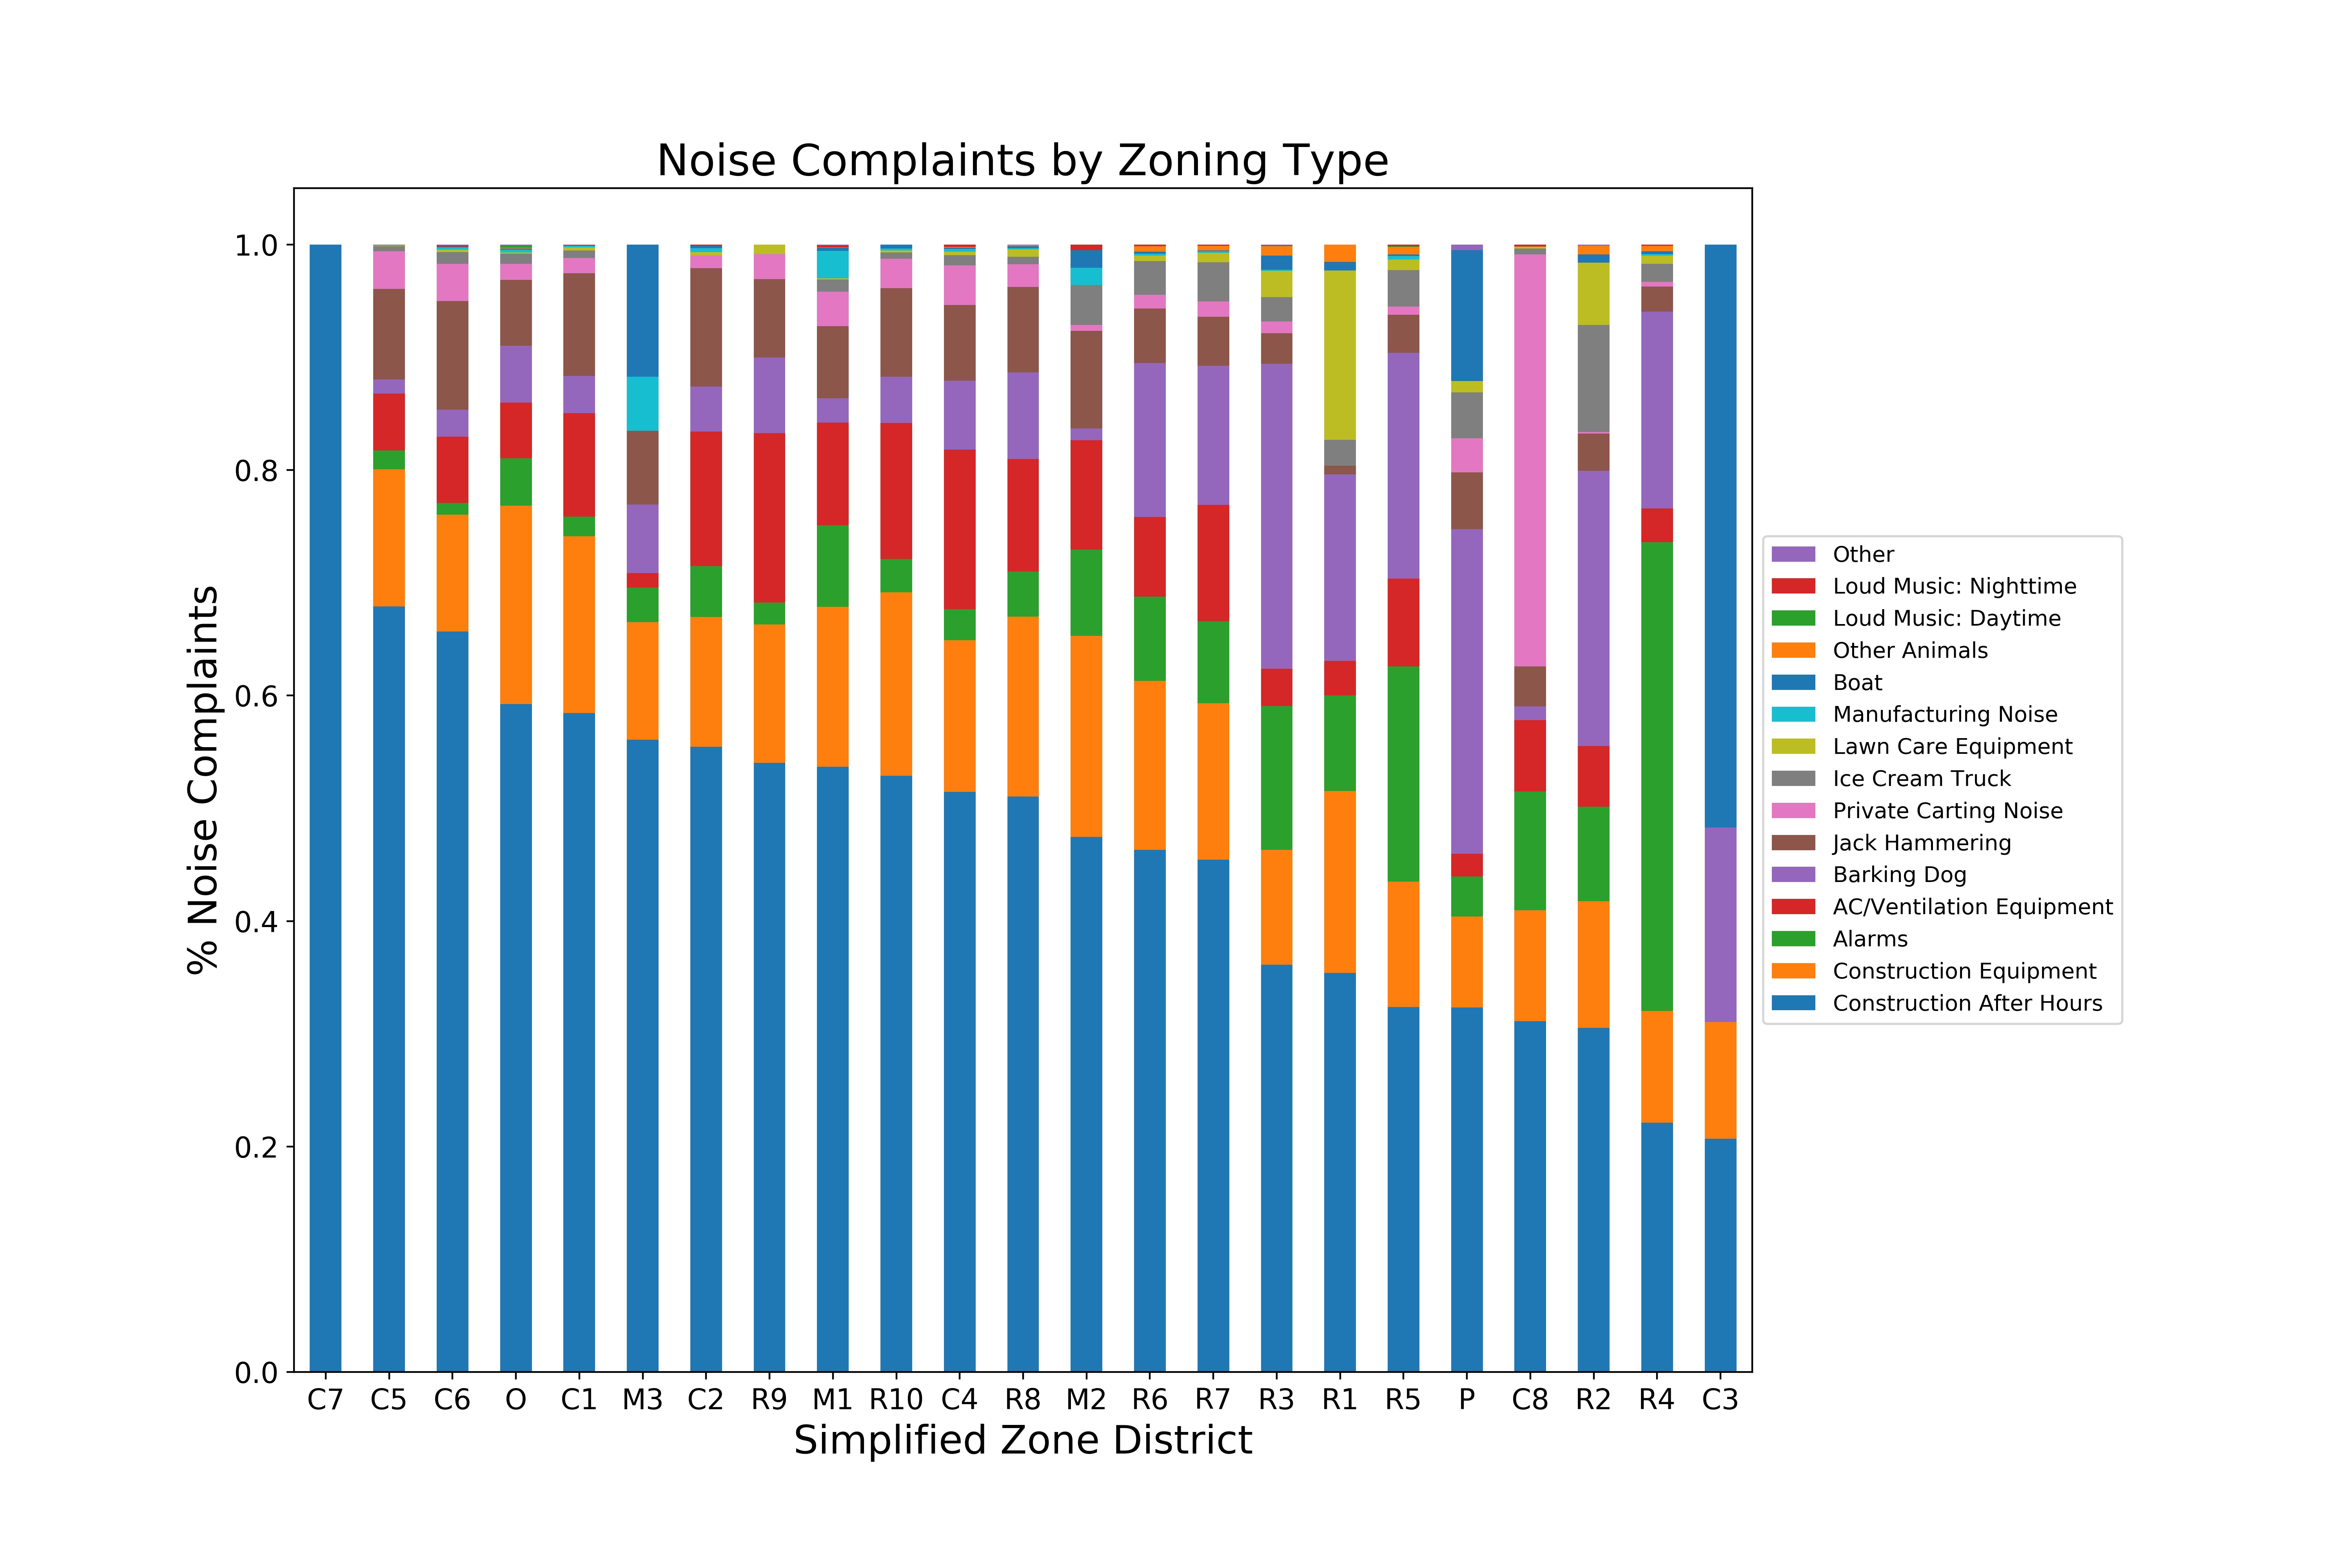 Noise Complaints by Zoning Type
% Noise Complaints
1.0
0.8
0.6
0.4
0.2
0.0
C7 C5 C6 O C1 M3 C2 R9 M1 R10 C4 R8 M2 R6 R7 R3 R1 R5 P C8 R2 R4 C3
Simplified Zone District
Other
Loud Music: Nighttime
Loud Music: Daytime
Other Animals
Boat
Manufacturing Noise
Lawn Care Equipment
Ice Cream Truck
Private Carting Noise
Jack Hammering
Barking Dog
AC/Ventilation Equipment
Alarms
Construction Equipment
Construction After Hours